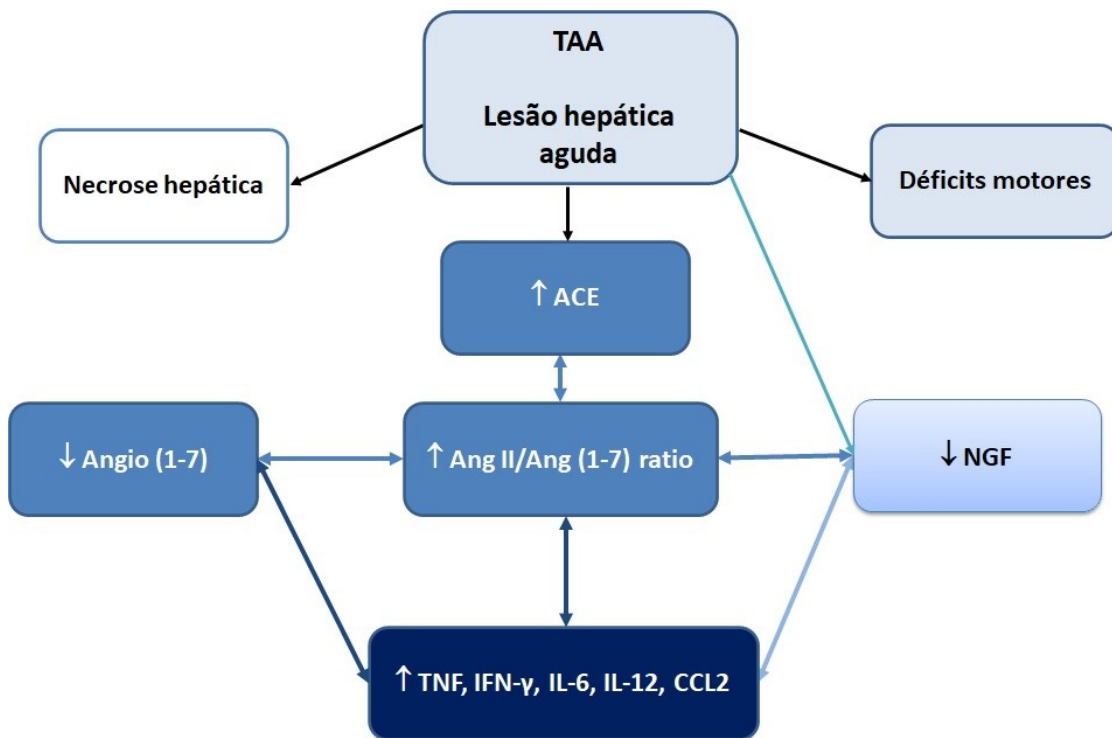 TAA
Lesão hepática
aguda
Necrose hepática
Déficits motores
↑ ACE
↓ Angio (1-7)
↑ Ang II/Ang (1-7) ratio
↓ NGF
↑ TNF, IFN-γ, IL-6, IL-12, CCL2